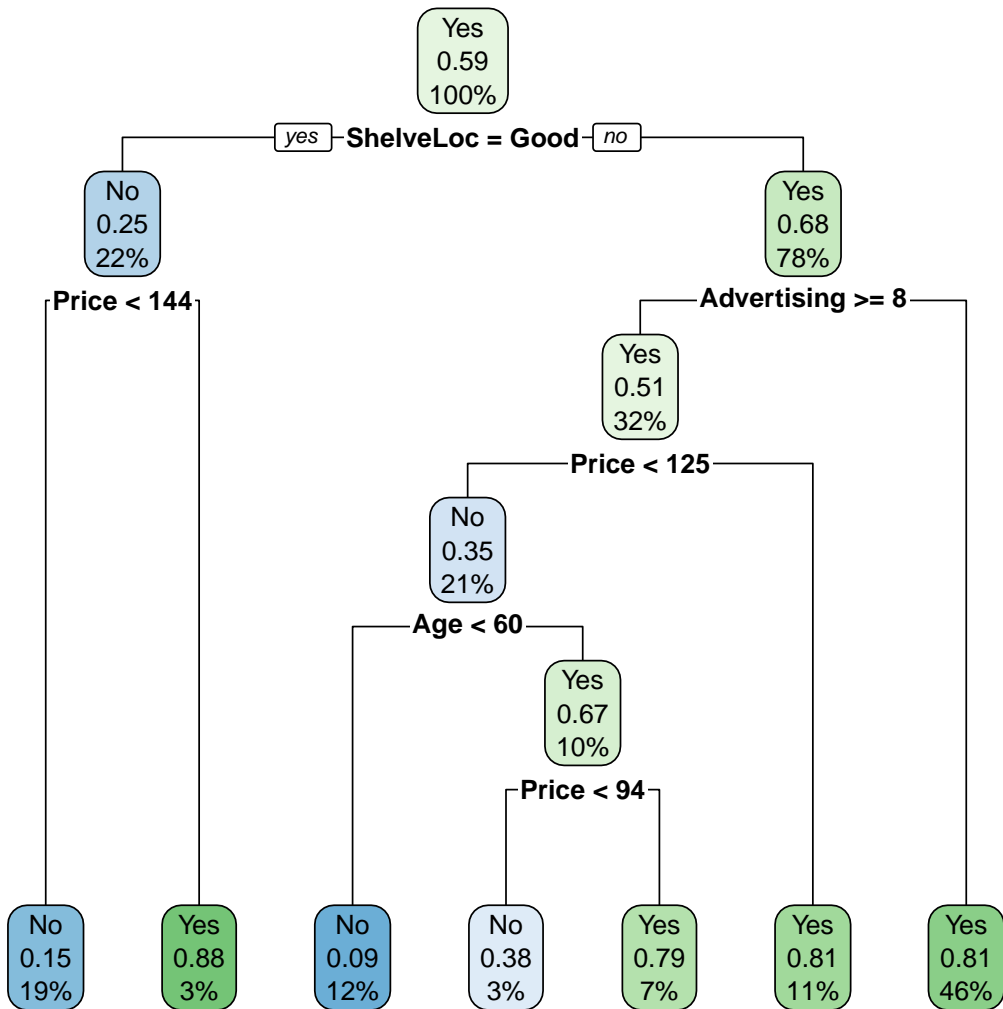 Yes
0.59
100%
yes ShelveLoc = Good no
No
0.25
22%
Yes
0.68
78%
Price < 144
Advertising >= 8
Yes
0.51
32%
Price < 125
No
0.35
21%
Age < 60
Yes
0.67
10%
Price < 94
No
0.15
19%
Yes
0.88
3%
No
0.09
12%
No
0.38
3%
Yes
0.79
7%
Yes
0.81
11%
Yes
0.81
46%